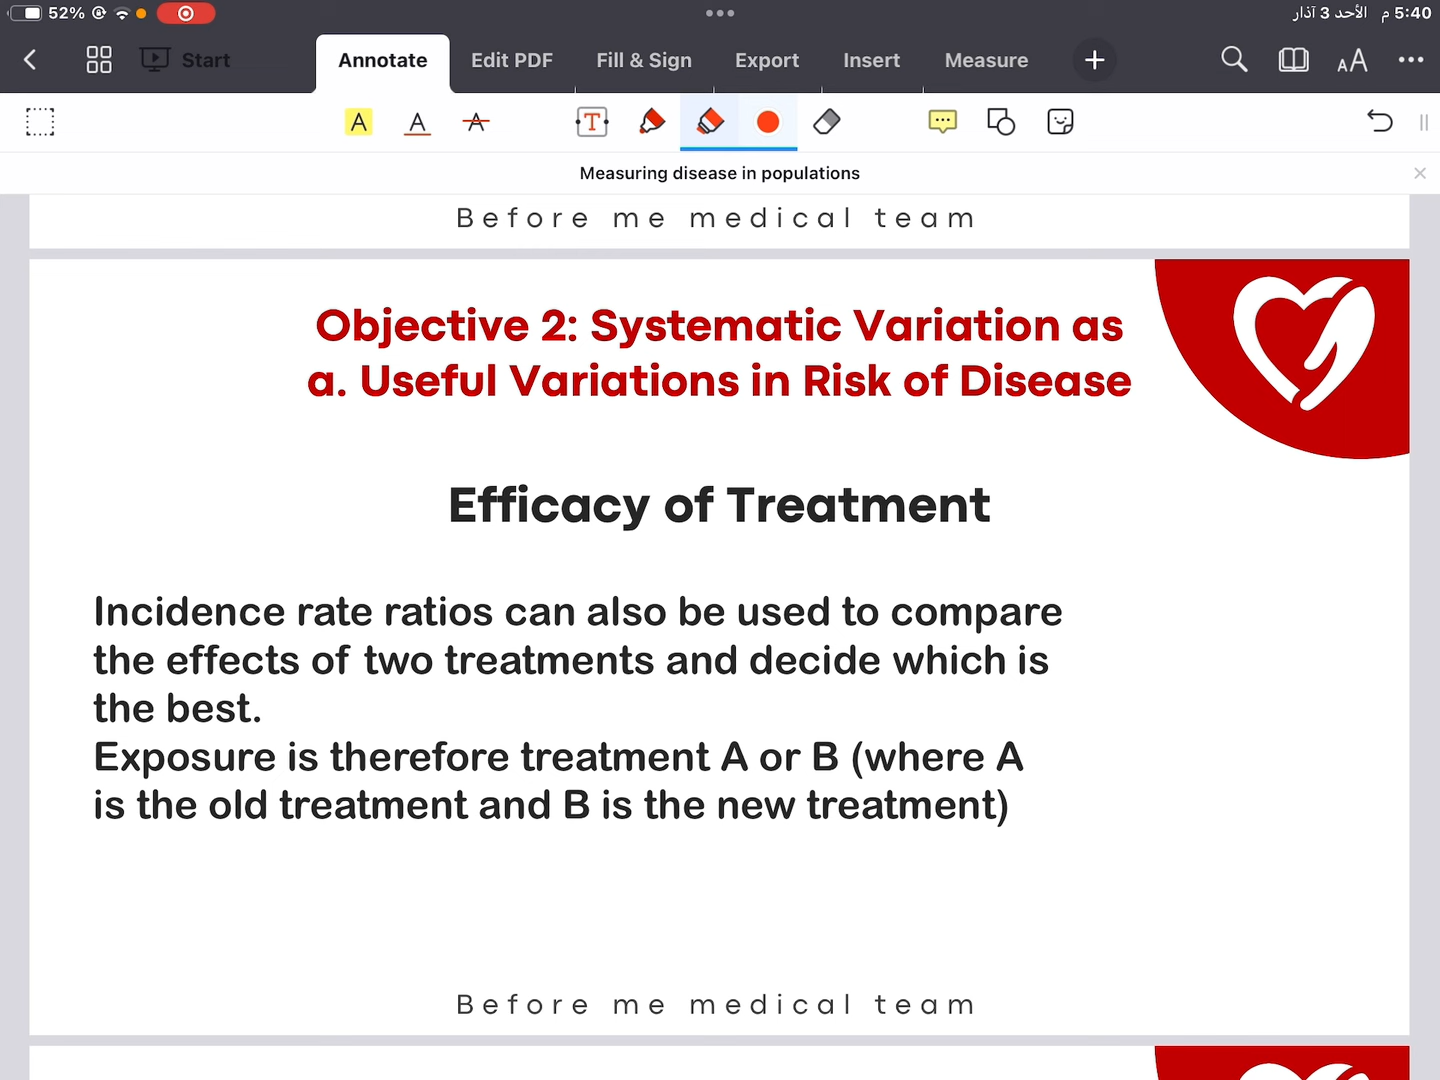 52%
5:40 م الأحد 3 آذار
Start
Annotate
Edit PDF
Fill & Sign
Export
Insert
Measure
A A A T
AA
Measuring disease in populations
Before me medical team
Objective 2: Systematic Variation as
a. Useful Variations in Risk of Disease
Efficacy of Treatment
Incidence rate ratios can also be used to compare
the effects of two treatments and decide which is
the best.
Exposure is therefore treatment A or B (where A
is the old treatment and B is the new treatment)
Before me medical team